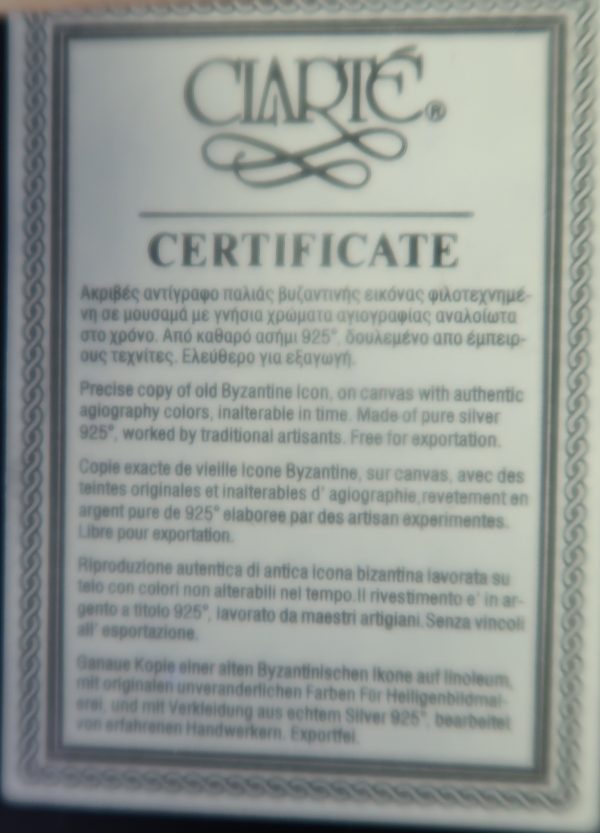 CLARTÉ®
CERTIFICATE
Ακριβές αντίγραφο παλιάς βυζαντινής εικόνας φιλοτεχνημέ-
νη σε μουσαμά με γνήσια χρώματα αγιογραφίας αναλοίωτα
στο χρόνο. Από καθαρό ασήμι 925°, δουλεμένο απο έμπειρ-
ους τεχνίτες. Ελεύθερο για εξαγωγή.
Precise copy of old Byzantine Icon, on canvas with authentic
agiography colors, inalterable in time. Made of pure silver
925°, worked by traditional artisants. Free for exportation.
Copie exacte de vieille Icone Byzantine, sur canvas, avec des
teintes originales et inalterables d' agiographie, revetement en
argent pure de 925° elaboree par des artisan experimentes.
Libre pour exportation.
Riproduzione autentica di antica icona bizantina lavorata su
telo con colori non alterabili nel tempo. Il rivestimento e' in ar-
gento a titolo 925°, lavorato da maestri artigiani. Senza vincoli
all' esportazione.
Ganaue Kopie einer alten Byzantinischen Ikone auf linoleum,
mit originalen unveranderlichen Farben Für Heiligenbildmal-
erei, und mit Verkleidung aus echtem Silver 925°, bearbeitet
von erfahrenen Handwerkern. Exportfei.